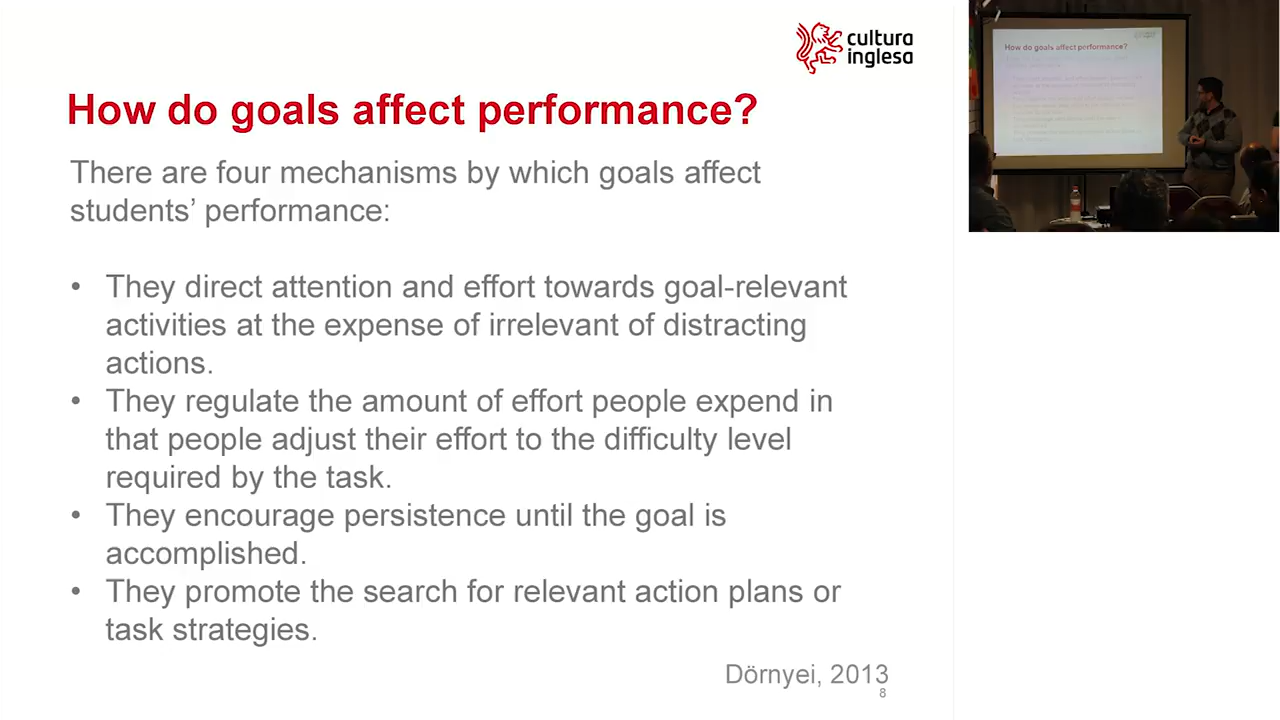 cultura
inglesa
How do goals affect performance?
There are four mechanisms by which goals affect
students’ performance:
• They direct attention and effort towards goal-relevant
activities at the expense of irrelevant of distracting
actions.
• They regulate the amount of effort people expend in
that people adjust their effort to the difficulty level
required by the task.
• They encourage persistence until the goal is
accomplished.
• They promote the search for relevant action plans or
task strategies.
Dörnyei, 2013
8
How do goals affect performance?